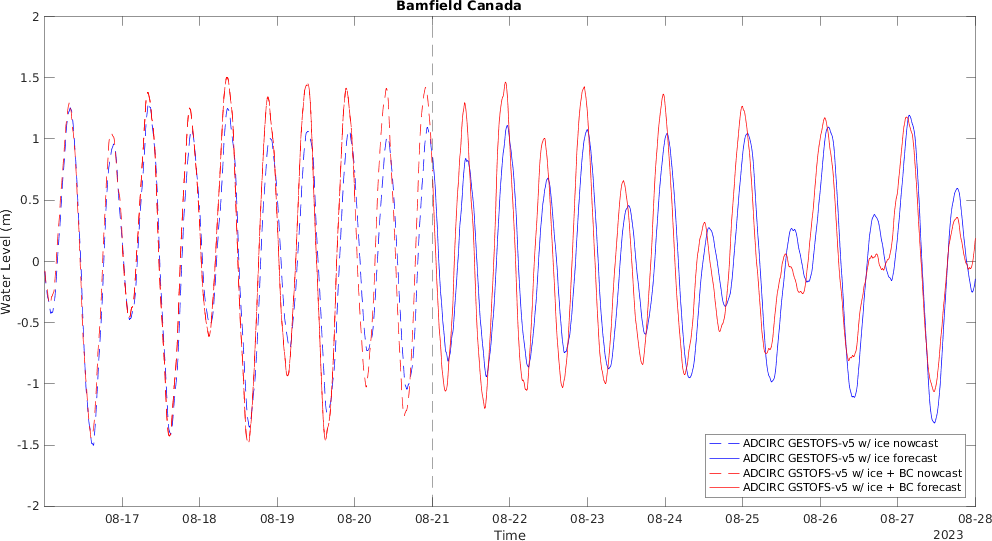 Bamfield Canada
2
1.5
1
0.5
0
-0.5
-1
-1.5
-2
Water Level (m)
ADCIRC GESTOFS-v5 w/ ice nowcast
ADCIRC GESTOFS-v5 w/ ice forecast
ADCIRC GSTOFS-v5 w/ ice + BC nowcast
ADCIRC GSTOFS-v5 w/ ice + BC forecast
08-17 08-18 08-19 08-20 08-21 08-22 08-23 08-24 08-25 08-26 08-27 08-28
Time
2023